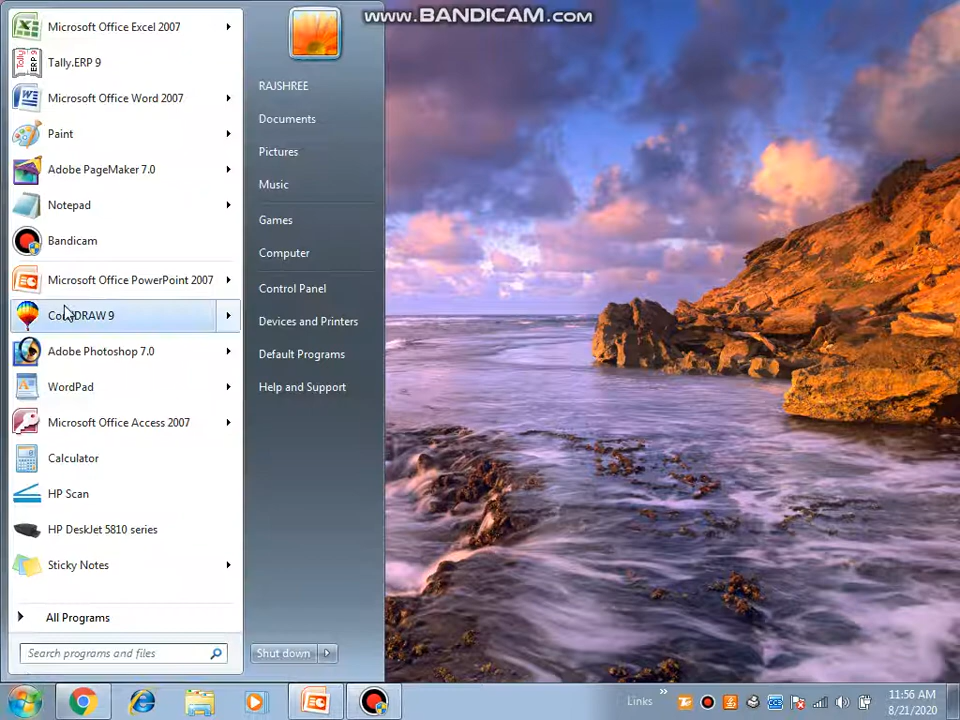 www.BANDICAM.com
Microsoft Office Excel 2007
Tally.ERP 9
Microsoft Office Word 2007
Paint
Adobe PageMaker 7.0
Notepad
Bandicam
Microsoft Office PowerPoint 2007
CorelDRAW 9
Adobe Photoshop 7.0
WordPad
Microsoft Office Access 2007
Calculator
HP Scan
HP DeskJet 5810 series
Sticky Notes
All Programs
Search programs and files
RAJSHREE
Documents
Pictures
Music
Games
Computer
Control Panel
Devices and Printers
Default Programs
Help and Support
Shut down
Links
11:56 AM
8/21/2020